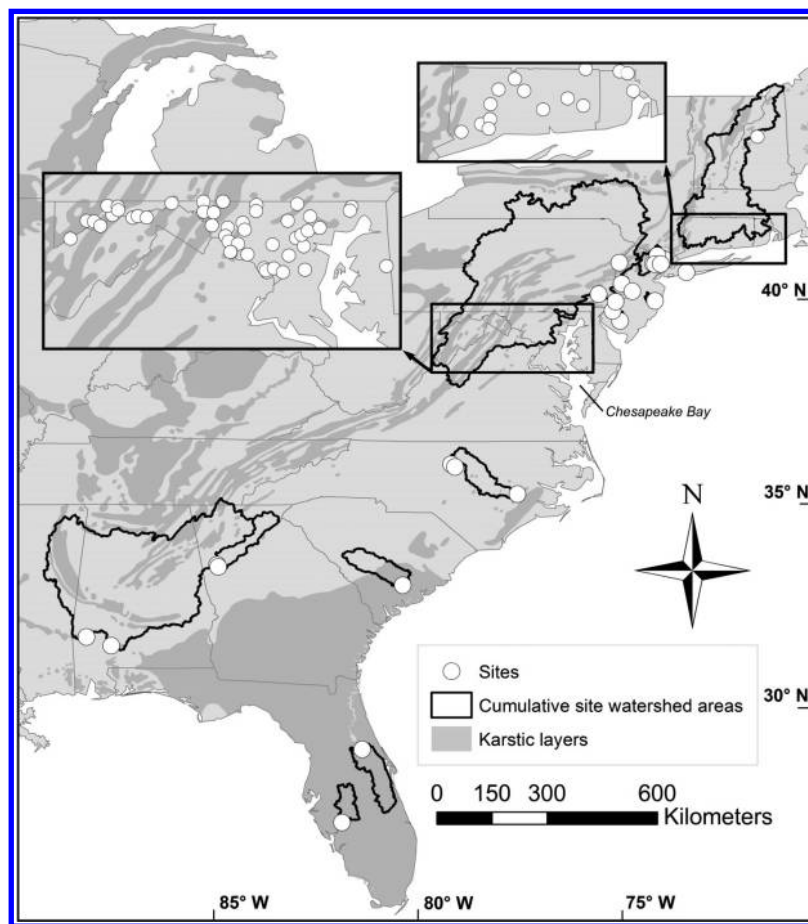 40° N
Chesapeake Bay
35° N
N
Sites
Cumulative site watershed areas
Karstic layers
30° N
0 150 300 600
Kilometers
85° W 80° W 75° W